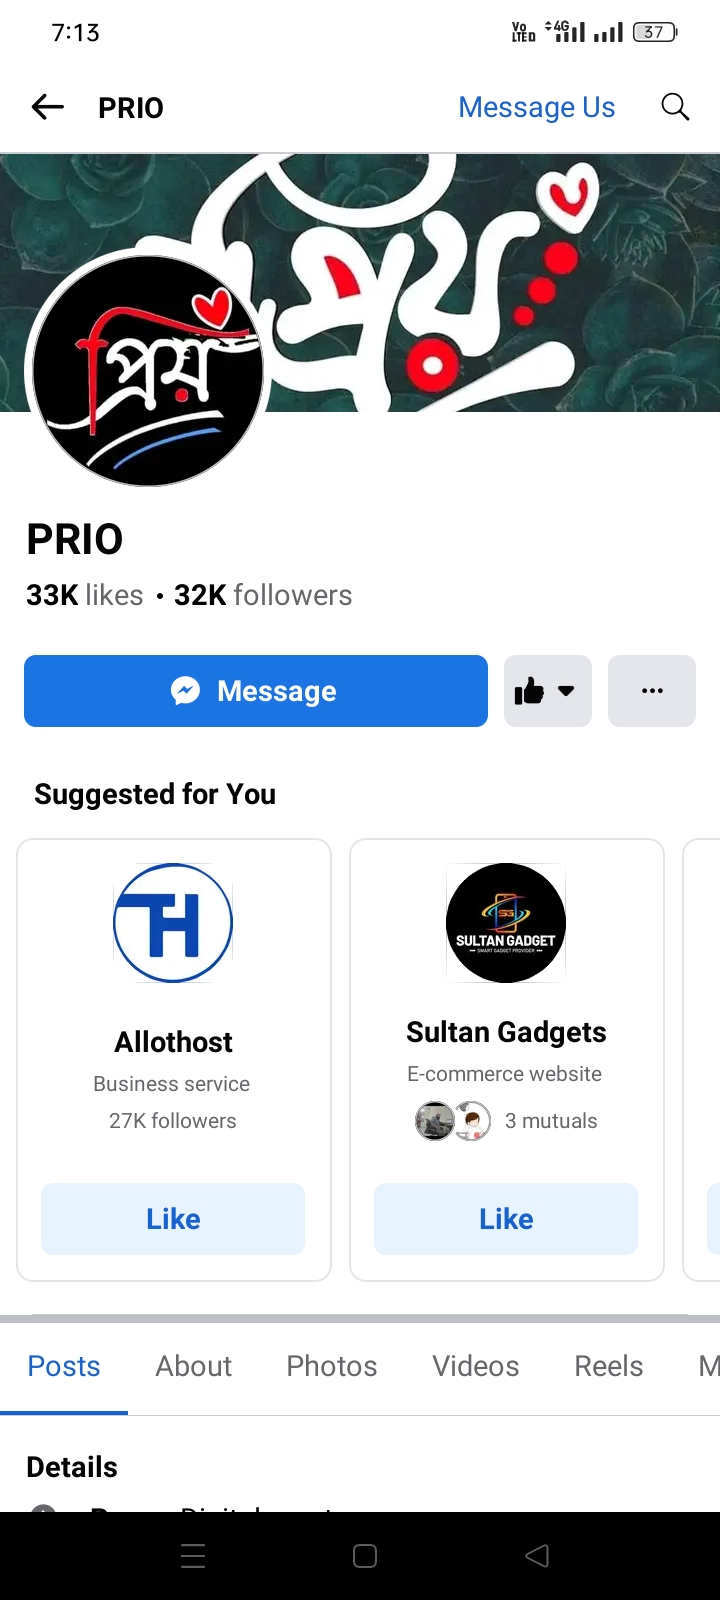 7:13
Vo LTE D 4G 37
PRIO
Message Us
প্রিয়
প্রিয়
PRIO
33K likes • 32K followers
Message
Suggested for You
TH
SG
SULTAN GADGET
SMART GADGET PROVIDER
Allothost
Business service
27K followers
Like
Sultan Gadgets
E-commerce website
3 mutuals
Like
Posts About Photos Videos Reels M
Details